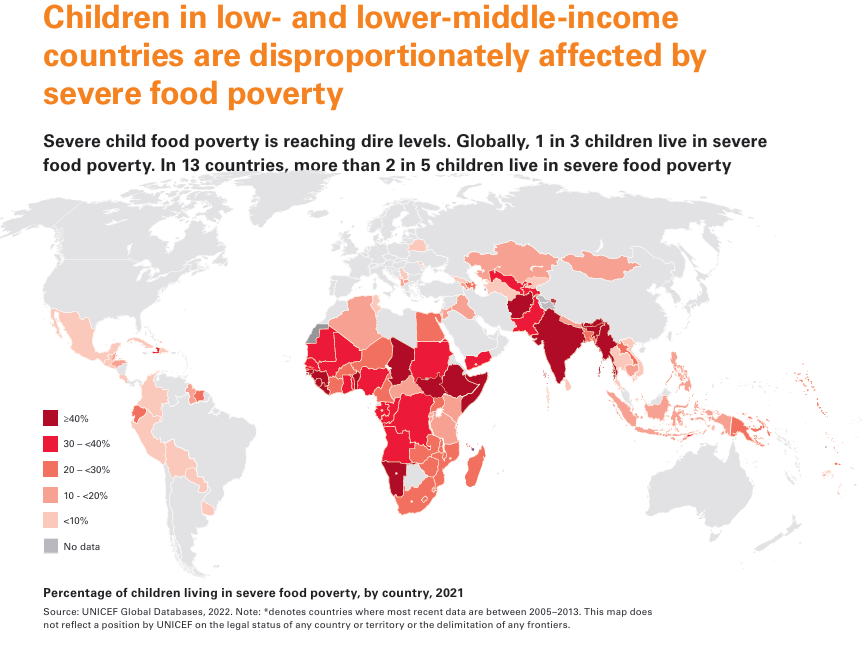 Children in low- and lower-middle-income
countries are disproportionately affected by
severe food poverty
Severe child food poverty is reaching dire levels. Globally, 1 in 3 children live in severe
food poverty. In 13 countries, more than 2 in 5 children live in severe food poverty
≥40%
30 – <40%
20 – <30%
10 - <20%
<10%
No data
Percentage of children living in severe food poverty, by country, 2021
Source: UNICEF Global Databases, 2022. Note: *denotes countries where most recent data are between 2005–2013. This map does
not reflect a position by UNICEF on the legal status of any country or territory or the delimitation of any frontiers.